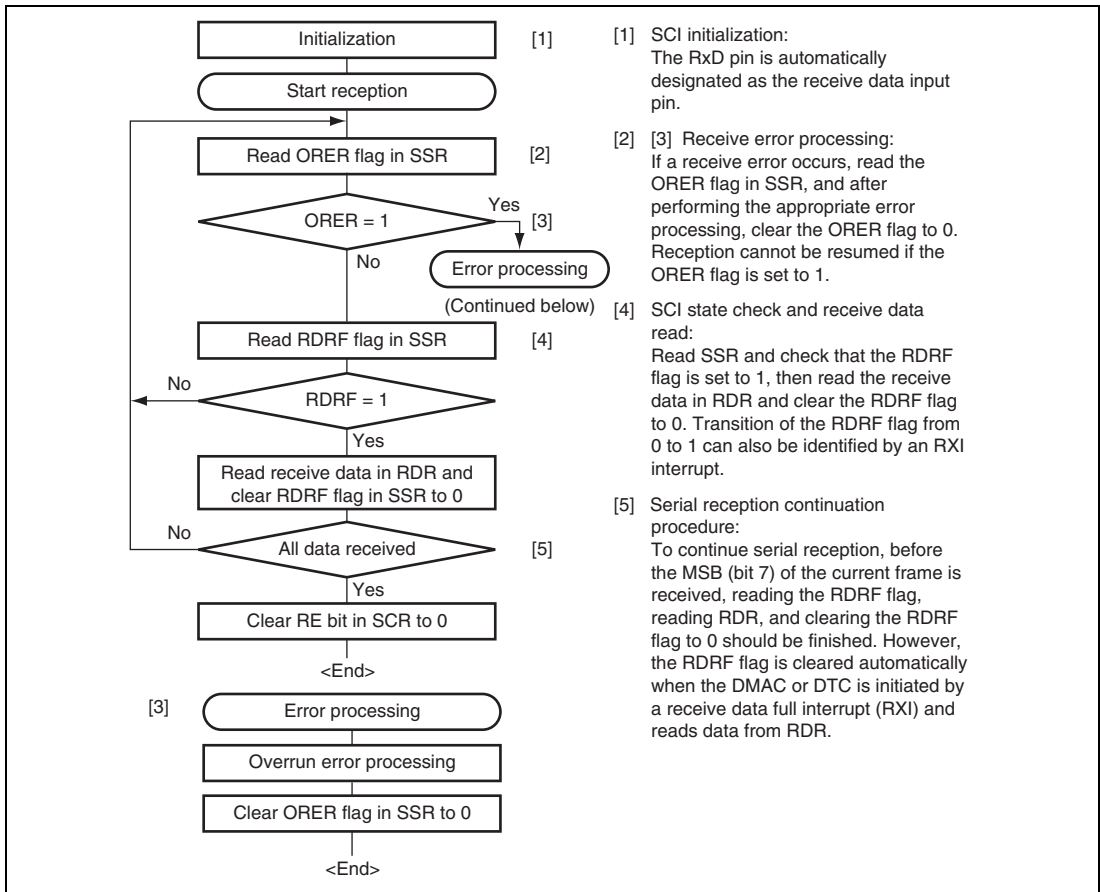 Initialization
[1]
Start reception
Read ORER flag in SSR
[2]
ORER = 1
Yes
[3]
No
Error processing
(Continued below)
Read RDRF flag in SSR
[4]
No
RDRF = 1
Yes
Read receive data in RDR and
clear RDRF flag in SSR to 0
No
All data received
[5]
Yes
Clear RE bit in SCR to 0
<End>
[3]
Error processing
Overrun error processing
Clear ORER flag in SSR to 0
<End>
[1] SCI initialization:
The RxD pin is automatically
designated as the receive data input
pin.
[2] [3] Receive error processing:
If a receive error occurs, read the
ORER flag in SSR, and after
performing the appropriate error
processing, clear the ORER flag to 0.
Reception cannot be resumed if the
ORER flag is set to 1.
[4] SCI state check and receive data
read:
Read SSR and check that the RDRF
flag is set to 1, then read the receive
data in RDR and clear the RDRF flag
to 0. Transition of the RDRF flag from
0 to 1 can also be identified by an RXI
interrupt.
[5] Serial reception continuation
procedure:
To continue serial reception, before
the MSB (bit 7) of the current frame is
received, reading the RDRF flag,
reading RDR, and clearing the RDRF
flag to 0 should be finished. However,
the RDRF flag is cleared automatically
when the DMAC or DTC is initiated by
a receive data full interrupt (RXI) and
reads data from RDR.